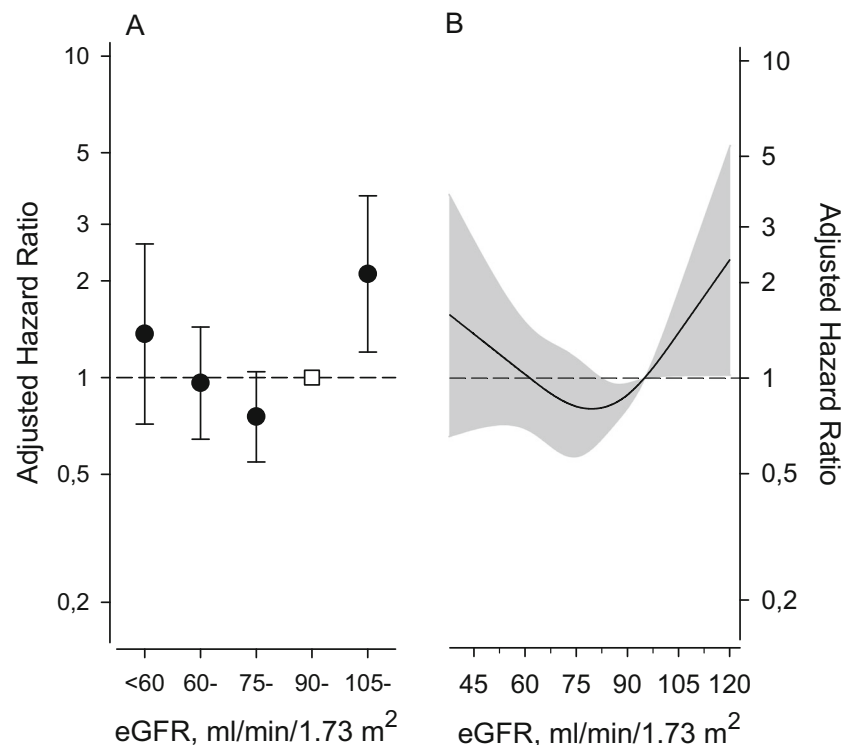 A
10
5
3
2
1
0,5
0,2
Adjusted Hazard Ratio
<60 60- 75- 90- 105-
eGFR, ml/min/1.73 m²
B
10
5
3
2
1
0,5
0,2
Adjusted Hazard Ratio
45 60 75 90 105 120
eGFR, ml/min/1.73 m²